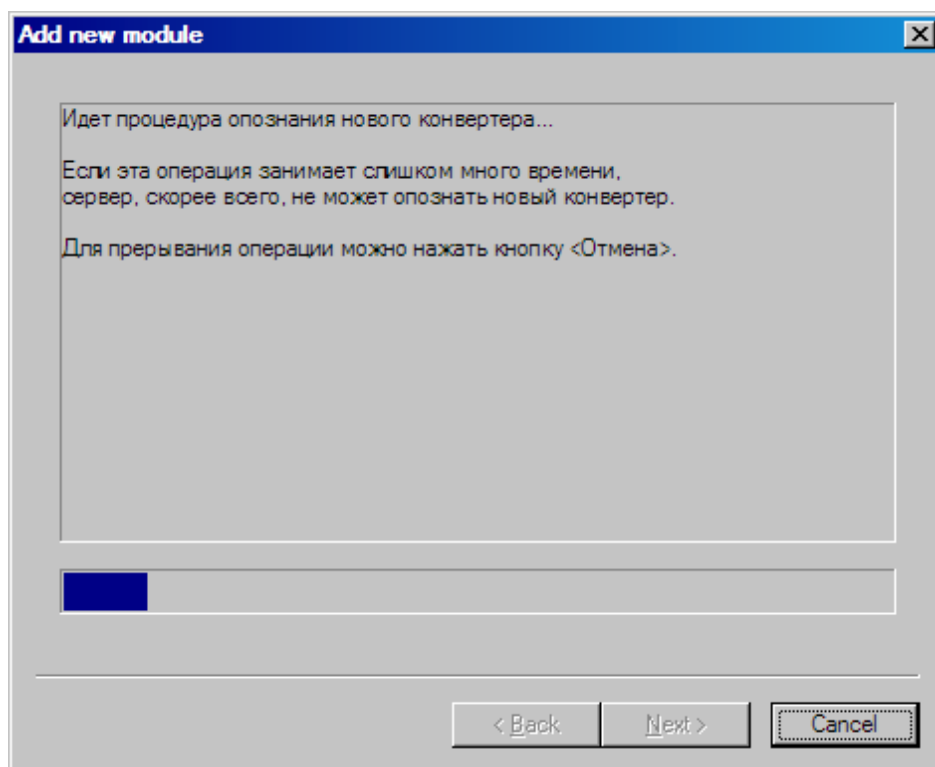 Add new module
Идет процедура опознания нового конвертера...
Если эта операция занимает слишком много времени,
сервер, скорее всего, не может опознать новый конвертер.
Для прерывания операции можно нажать кнопку <Отмена>.
< Back
Next >
Cancel